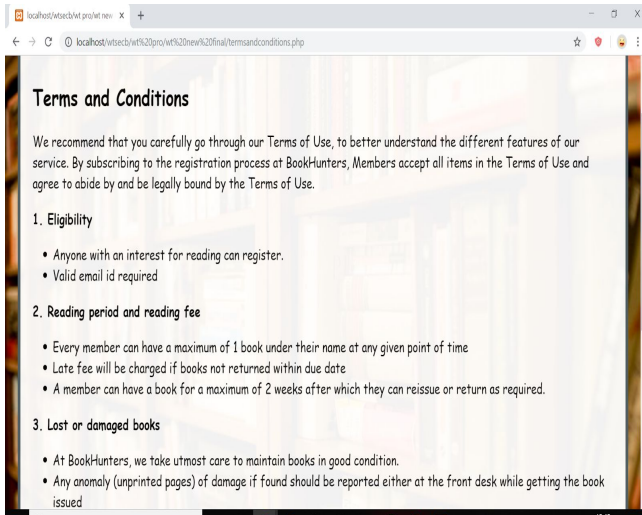 localhost/wtsecb/wt pro/wt new
localhost/wtsecb/wt%20pro/wt%20new%20final/termsandconditions.php
Terms and Conditions
We recommend that you carefully go through our Terms of Use, to better understand the different features of our
service. By subscribing to the registration process at BookHunters, Members accept all items in the Terms of Use and
agree to abide by and be legally bound by the Terms of Use.
1. Eligibility
• Anyone with an interest for reading can register.
• Valid email id required
2. Reading period and reading fee
• Every member can have a maximum of 1 book under their name at any given point of time
• Late fee will be charged if books not returned within due date
• A member can have a book for a maximum of 2 weeks after which they can reissue or return as required.
3. Lost or damaged books
• At BookHunters, we take utmost care to maintain books in good condition.
• Any anomaly (unprinted pages) of damage if found should be reported either at the front desk while getting the book
issued